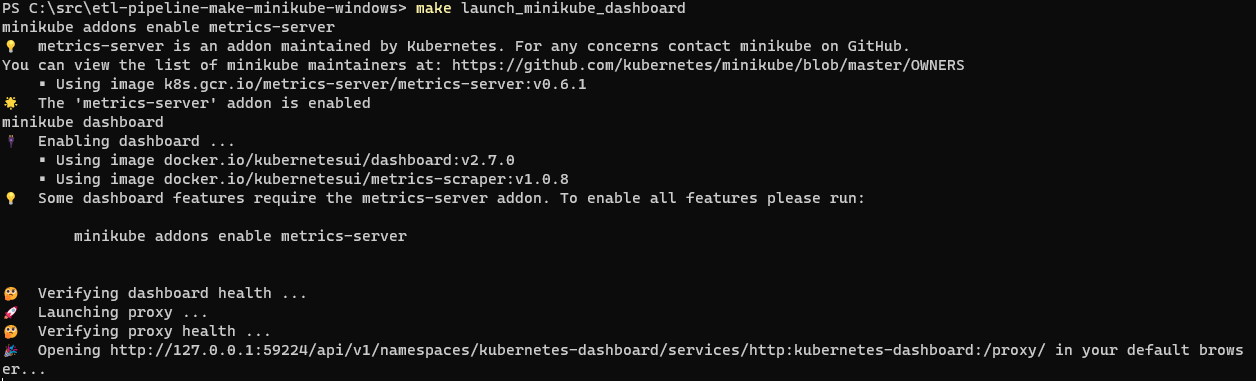 PS C:\src\etl-pipeline-make-minikube-windows> make launch_minikube_dashboard
minikube addons enable metrics-server
💡  metrics-server is an addon maintained by Kubernetes. For any concerns contact minikube on GitHub.
You can view the list of minikube maintainers at: https://github.com/kubernetes/minikube/blob/master/OWNERS
    ▪ Using image k8s.gcr.io/metrics-server/metrics-server:v0.6.1
🌟  The 'metrics-server' addon is enabled
minikube dashboard
🔌  Enabling dashboard ...
    ▪ Using image docker.io/kubernetesui/dashboard:v2.7.0
    ▪ Using image docker.io/kubernetesui/metrics-scraper:v1.0.8
💡  Some dashboard features require the metrics-server addon. To enable all features please run:
        minikube addons enable metrics-server
🤔  Verifying dashboard health ...
🚀  Launching proxy ...
🤔  Verifying proxy health ...
🎉  Opening http://127.0.0.1:59224/api/v1/namespaces/kubernetes-dashboard/services/http:kubernetes-dashboard:/proxy/ in your default brows
er...